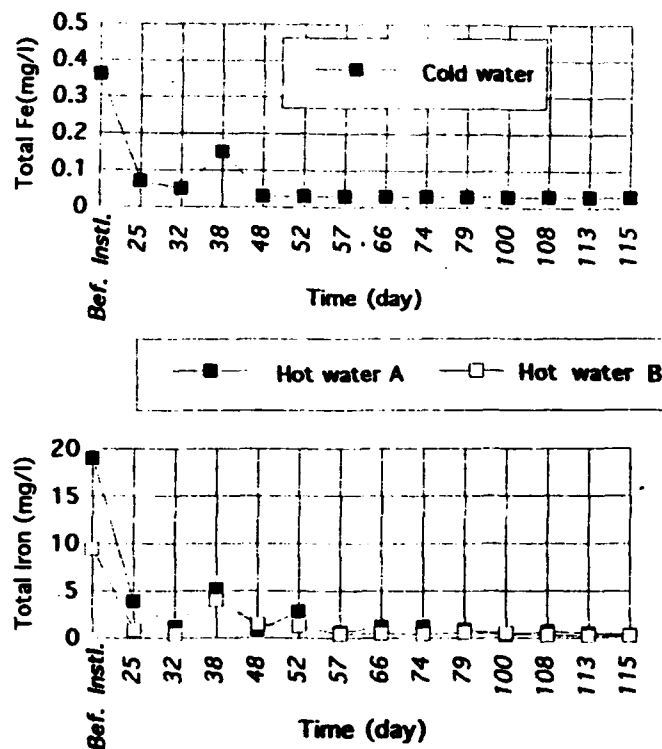 Total Fe(mg/l)
0.5
0.4
0.3
0.2
0.1
0
Cold water
Bef. Instl. 25 32 38 48 52 57 66 74 79 100 108 113 115
Time (day)
Hot water A Hot water B
Total Iron (mg/l)
20
15
10
5
0
Bef. Instl. 25 32 38 48 52 57 66 74 79 100 108 113 115
Time (day)